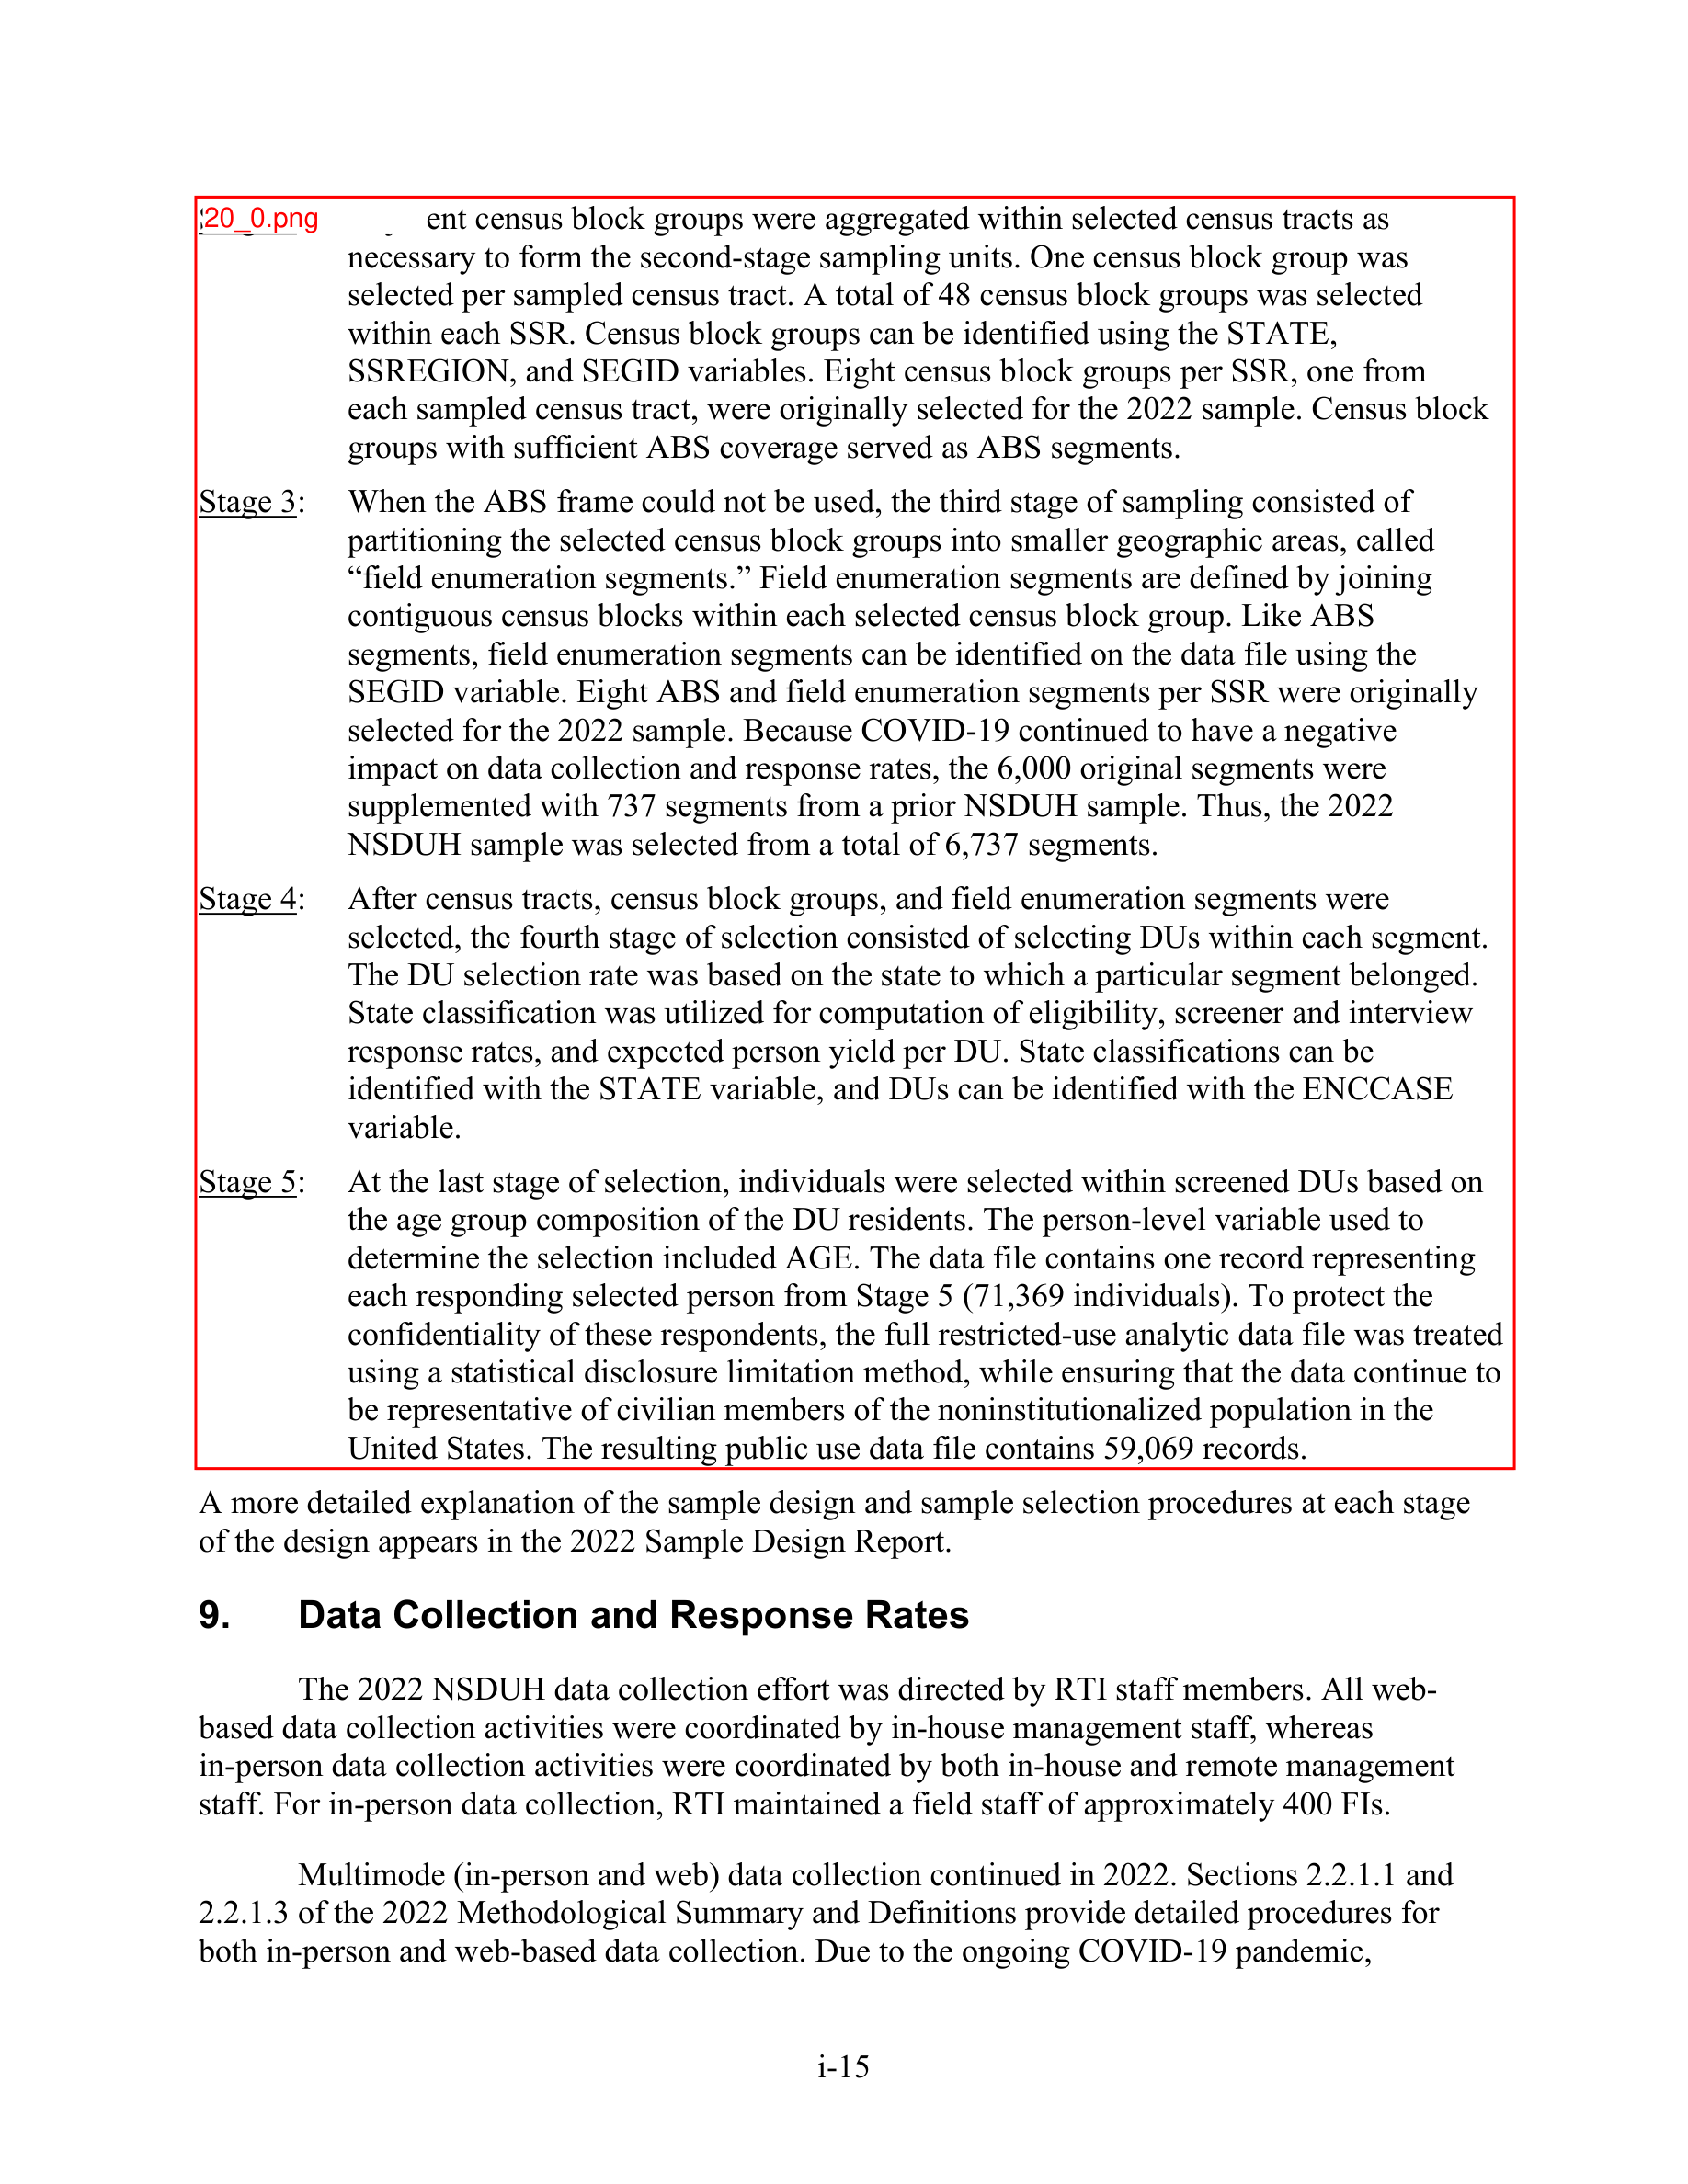 20_0.png
ent census block groups were aggregated within selected census tracts as
necessary to form the second-stage sampling units. One census block group was
selected per sampled census tract. A total of 48 census block groups was selected
within each SSR. Census block groups can be identified using the STATE,
SSREGION, and SEGID variables. Eight census block groups per SSR, one from
each sampled census tract, were originally selected for the 2022 sample. Census block
groups with sufficient ABS coverage served as ABS segments.
Stage 3: When the ABS frame could not be used, the third stage of sampling consisted of
partitioning the selected census block groups into smaller geographic areas, called
“field enumeration segments.” Field enumeration segments are defined by joining
contiguous census blocks within each selected census block group. Like ABS
segments, field enumeration segments can be identified on the data file using the
SEGID variable. Eight ABS and field enumeration segments per SSR were originally
selected for the 2022 sample. Because COVID-19 continued to have a negative
impact on data collection and response rates, the 6,000 original segments were
supplemented with 737 segments from a prior NSDUH sample. Thus, the 2022
NSDUH sample was selected from a total of 6,737 segments.
Stage 4: After census tracts, census block groups, and field enumeration segments were
selected, the fourth stage of selection consisted of selecting DUs within each segment.
The DU selection rate was based on the state to which a particular segment belonged.
State classification was utilized for computation of eligibility, screener and interview
response rates, and expected person yield per DU. State classifications can be
identified with the STATE variable, and DUs can be identified with the ENCCASE
variable.
Stage 5: At the last stage of selection, individuals were selected within screened DUs based on
the age group composition of the DU residents. The person-level variable used to
determine the selection included AGE. The data file contains one record representing
each responding selected person from Stage 5 (71,369 individuals). To protect the
confidentiality of these respondents, the full restricted-use analytic data file was treated
using a statistical disclosure limitation method, while ensuring that the data continue to
be representative of civilian members of the noninstitutionalized population in the
United States. The resulting public use data file contains 59,069 records.
A more detailed explanation of the sample design and sample selection procedures at each stage
of the design appears in the 2022 Sample Design Report.
9. Data Collection and Response Rates
The 2022 NSDUH data collection effort was directed by RTI staff members. All web-
based data collection activities were coordinated by in-house management staff, whereas
in-person data collection activities were coordinated by both in-house and remote management
staff. For in-person data collection, RTI maintained a field staff of approximately 400 FIs.
Multimode (in-person and web) data collection continued in 2022. Sections 2.2.1.1 and
2.2.1.3 of the 2022 Methodological Summary and Definitions provide detailed procedures for
both in-person and web-based data collection. Due to the ongoing COVID-19 pandemic,
i-15